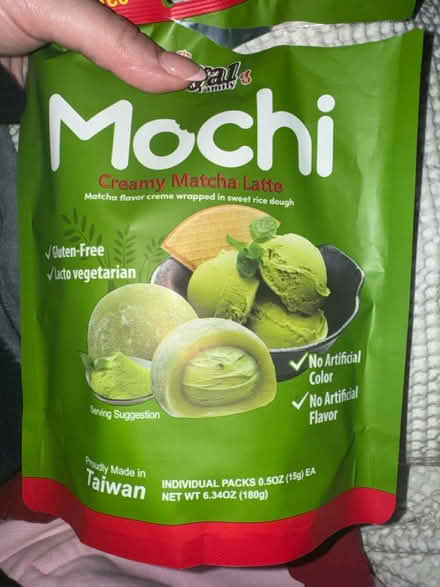 Mochi
Creamy Matcha Latte
Matcha flavor creme wrapped in sweet rice dough
Gluten-Free
Lacto vegetarian
No Artificial
Color
No Artificial
Flavor
Serving Suggestion
Proudly Made in
Taiwan
INDIVIDUAL PACKS 0.5OZ (15g) EA
NET WT 6.34OZ (180g)